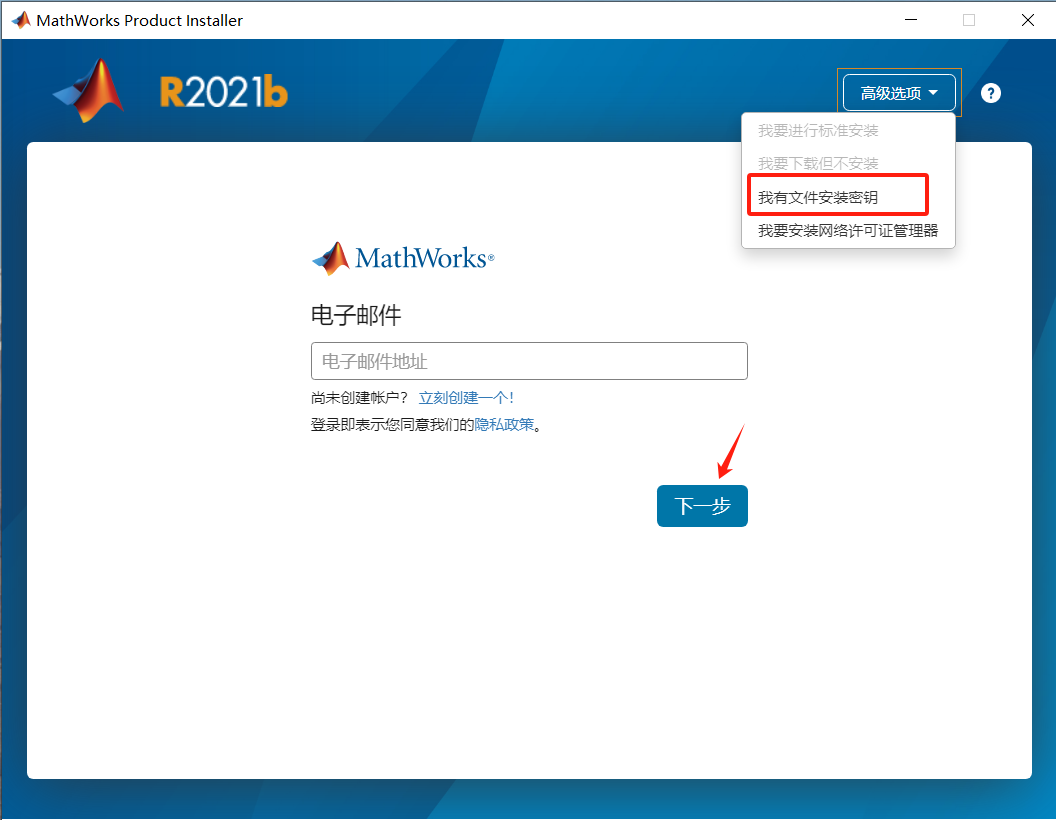 MathWorks Product Installer
R2021b
高级选项
?
我要进行标准安装
我要下载但不安装
我有文件安装密钥
我要安装网络许可证管理器
MathWorks®
电子邮件
电子邮件地址
尚未创建帐户? 立刻创建一个!
登录即表示您同意我们的隐私政策。
下一步